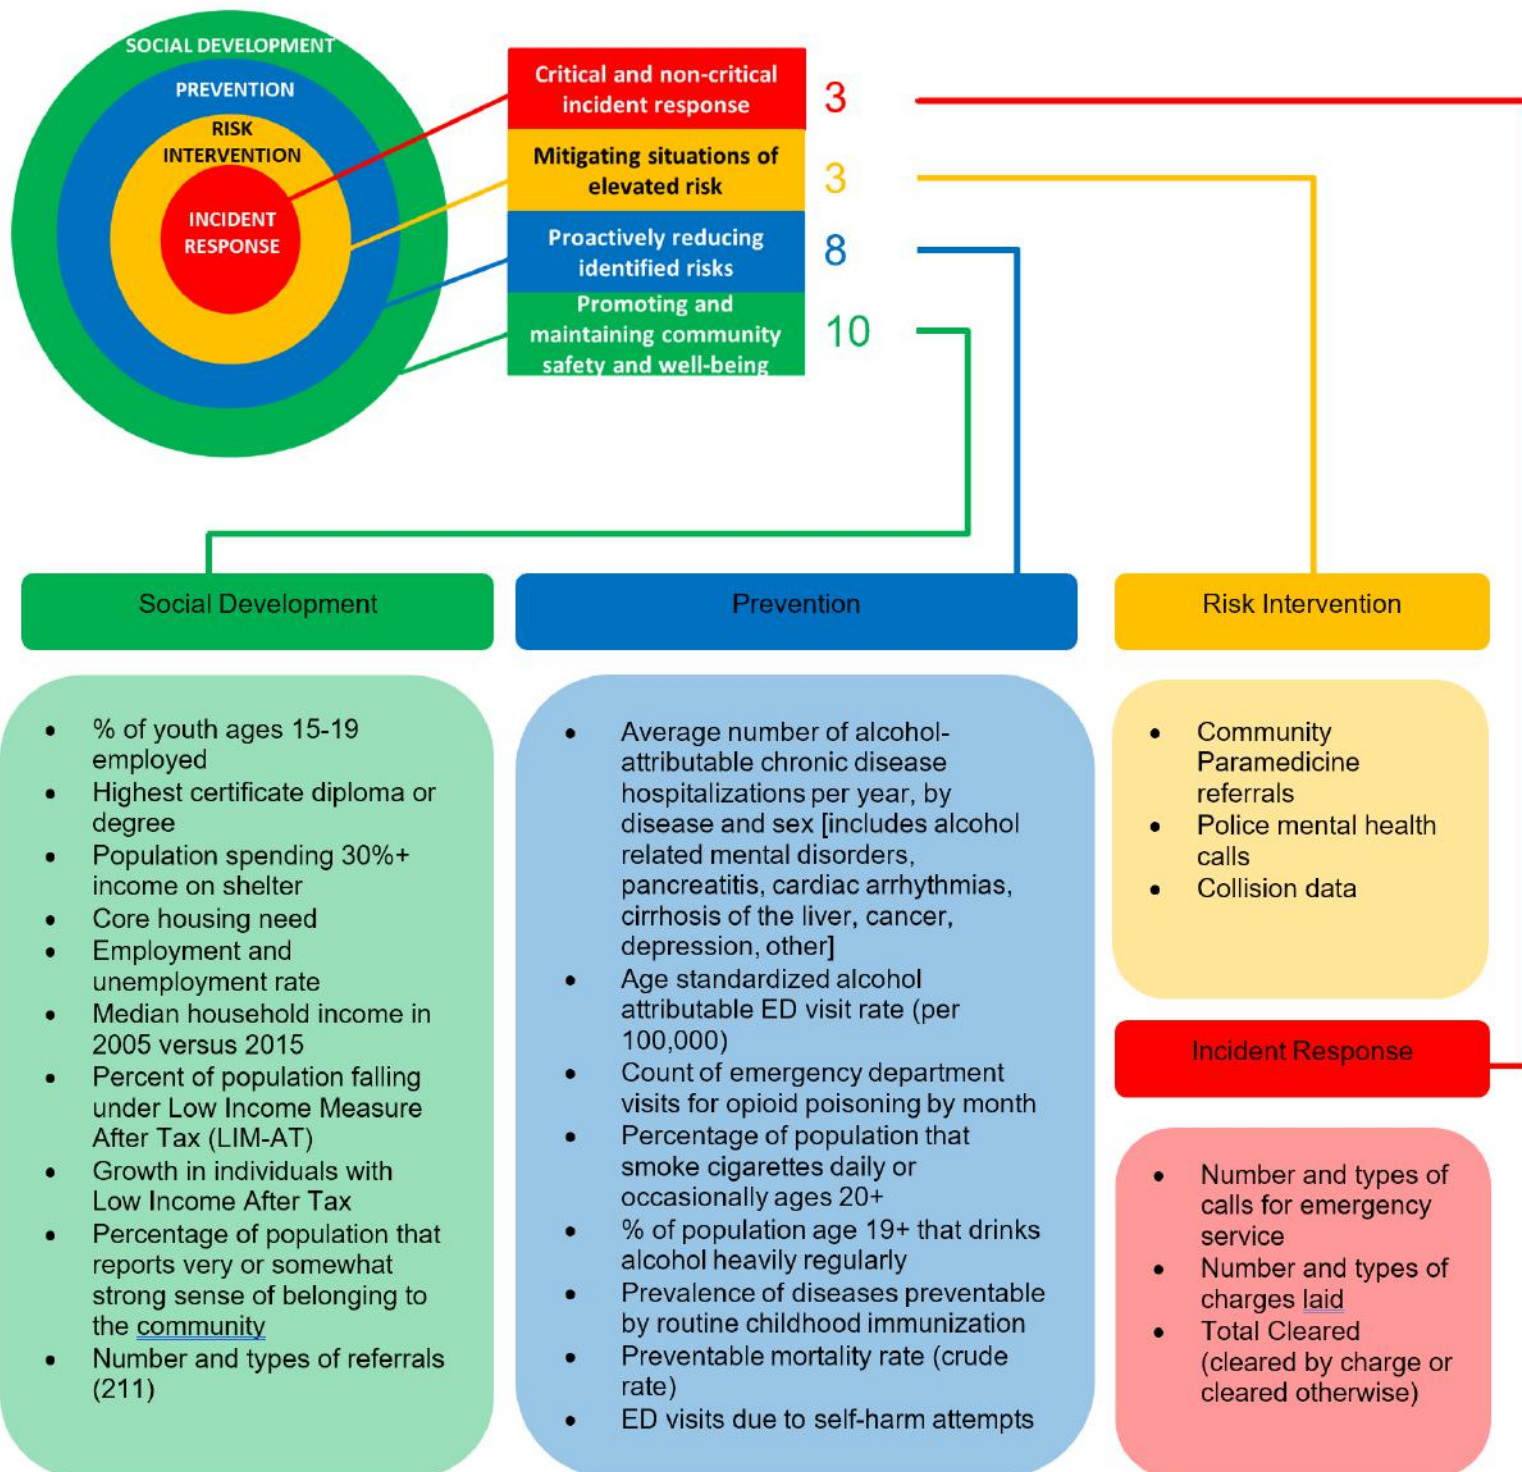 SOCIAL DEVELOPMENT
PREVENTION
RISK
INTERVENTION
INCIDENT
RESPONSE
Critical and non-critical
incident response
3
Mitigating situations of
elevated risk
3
Proactively reducing
identified risks
8
Promoting and
maintaining community
safety and well-being
10
Social Development
• % of youth ages 15-19
employed
• Highest certificate diploma or
degree
• Population spending 30%+
income on shelter
• Core housing need
• Employment and
unemployment rate
• Median household income in
2005 versus 2015
• Percent of population falling
under Low Income Measure
After Tax (LIM-AT)
• Growth in individuals with
Low Income After Tax
• Percentage of population that
reports very or somewhat
strong sense of belonging to
the community
• Number and types of referrals
(211)
Prevention
• Average number of alcohol-
attributable chronic disease
hospitalizations per year, by
disease and sex [includes alcohol
related mental disorders,
pancreatitis, cardiac arrhythmias,
cirrhosis of the liver, cancer,
depression, other]
• Age standardized alcohol
attributable ED visit rate (per
100,000)
• Count of emergency department
visits for opioid poisoning by month
• Percentage of population that
smoke cigarettes daily or
occasionally ages 20+
• % of population age 19+ that drinks
alcohol heavily regularly
• Prevalence of diseases preventable
by routine childhood immunization
• Preventable mortality rate (crude
rate)
• ED visits due to self-harm attempts
Risk Intervention
• Community
Paramedicine
referrals
• Police mental health
calls
• Collision data
Incident Response
• Number and types of
calls for emergency
service
• Number and types of
charges laid
• Total Cleared
(cleared by charge or
cleared otherwise)